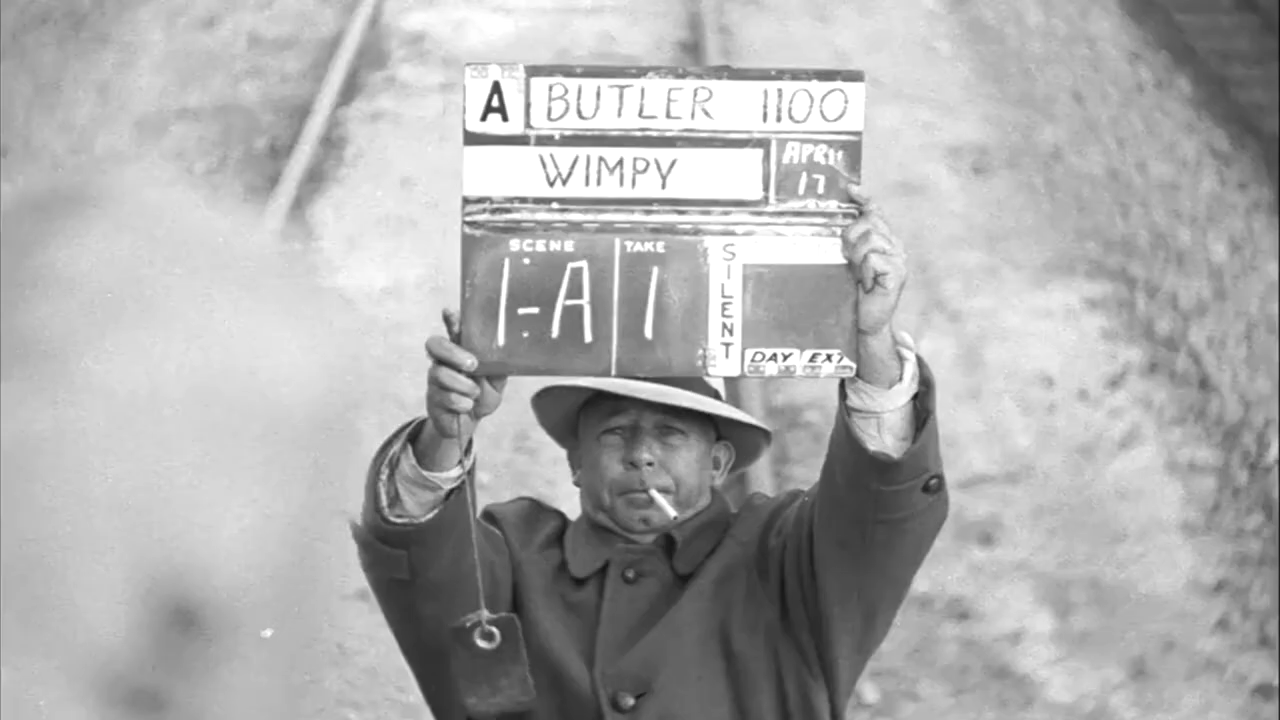 A BUTLER 1100
WIMPY APRIL
17
SCENE TAKE SILENT
1-A 1
DAY EXT